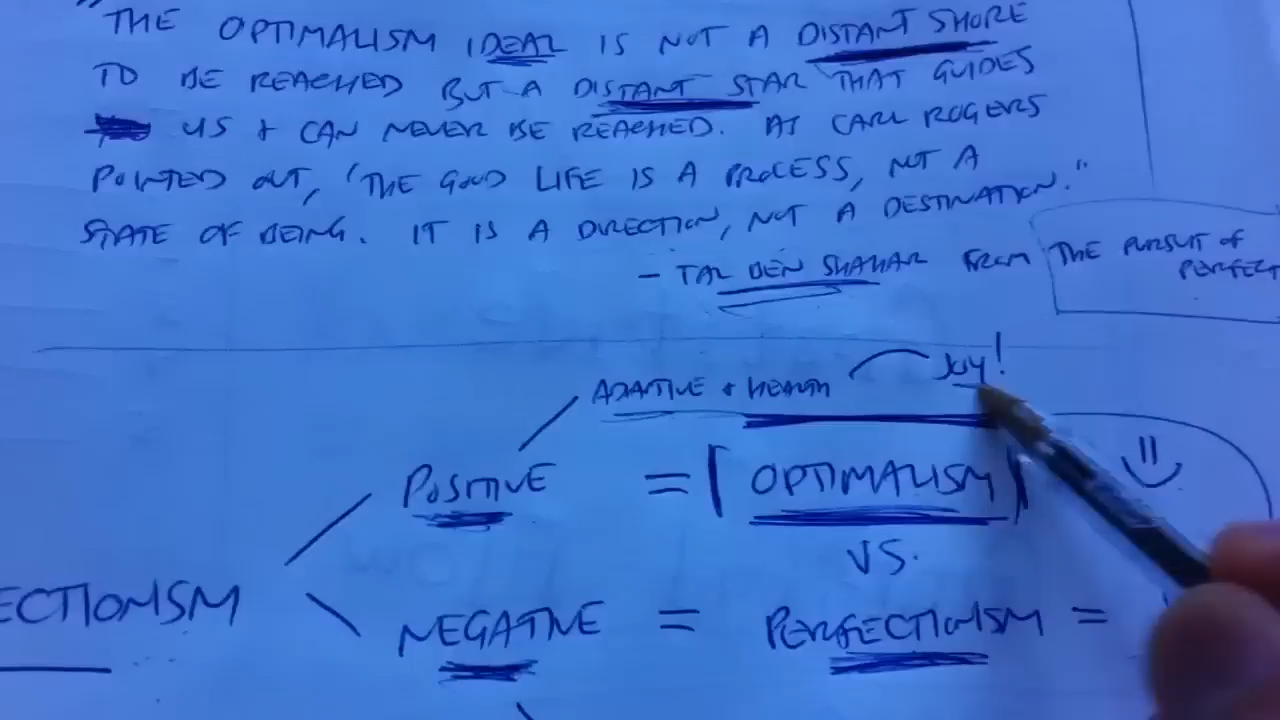 "THE OPTIMALISM IDEAL IS NOT A DISTANT SHORE
TO BE REACHED BUT A DISTANT STAR THAT GUIDES
US + CAN NEVER BE REACHED. AS CARL ROGERS
POINTED OUT, 'THE GOOD LIFE IS A PROCESS, NOT A
STATE OF BEING. IT IS A DIRECTION, NOT A DESTINATION."
- TAL BEN SHAHAR FROM THE PURSUIT OF
PERFECT
ADAPTIVE + HEALTH
JOY!
POSITIVE = [OPTIMALISM]
VS.
ECTIONISM
NEGATIVE = PERFECTIONISM =